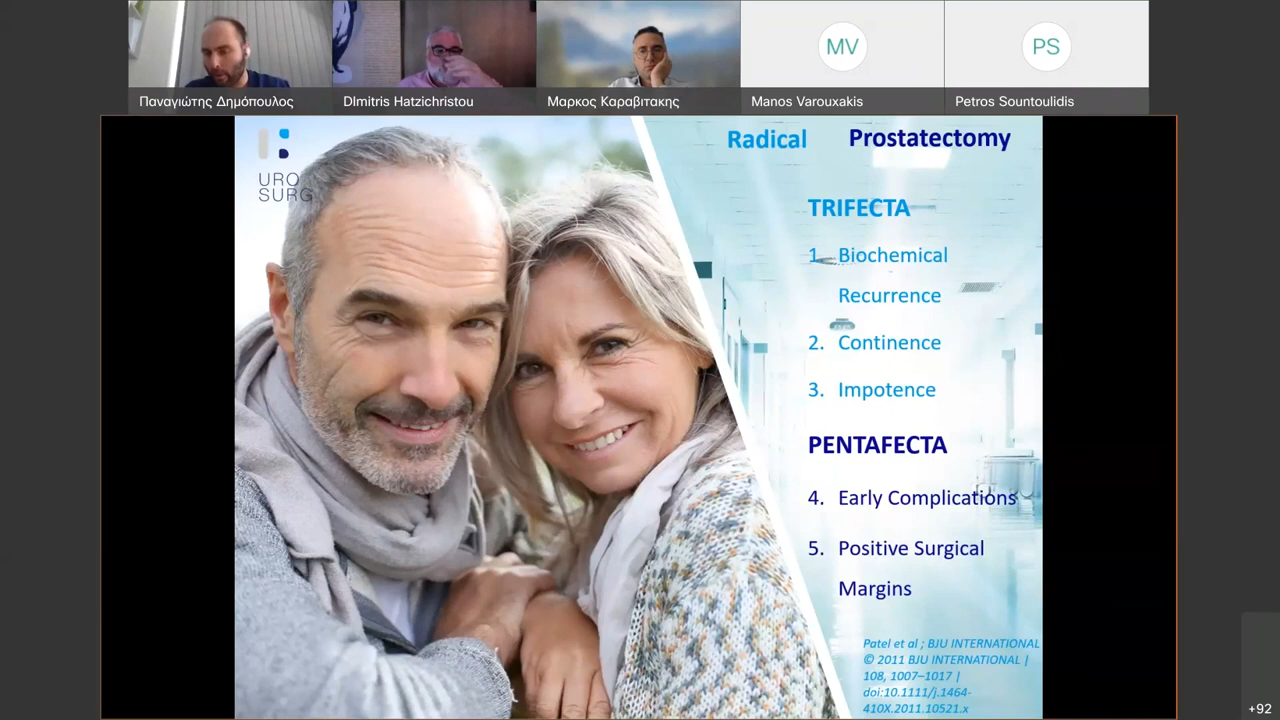 MV
PS
Παναγιώτης Δημόπουλος
DImitris Hatzichristou
Μαρκος Καραβιτακης
Manos Varouxakis
Petros Sountoulidis
URO
SURG
Radical Prostatectomy
TRIFECTA
1. Biochemical
Recurrence
2. Continence
3. Impotence
PENTAFECTA
4. Early Complications
5. Positive Surgical
Margins
Patel et al ; BJU INTERNATIONAL
© 2011 BJU INTERNATIONAL |
108, 1007–1017 |
doi:10.1111/j.1464-
410X.2011.10521.x
+92